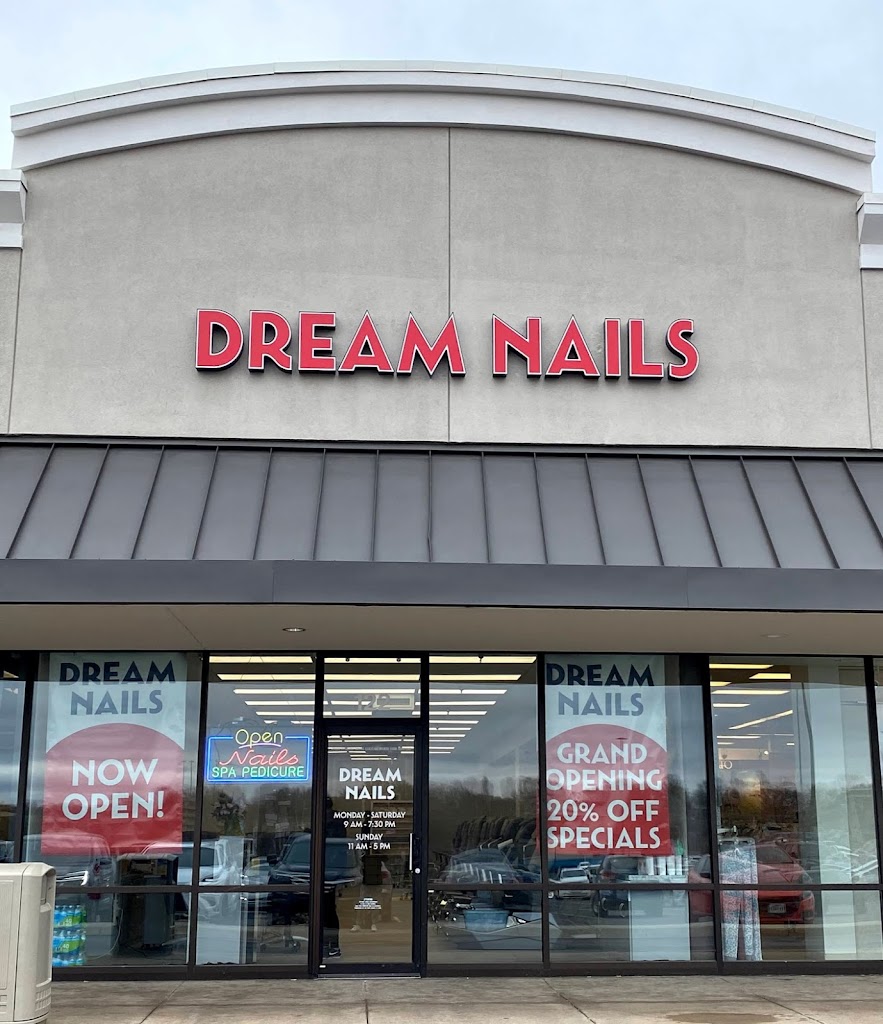 DREAM NAILS
DREAM
NAILS
NOW
OPEN!
Open
Nails
SPA PEDICURE
DREAM
NAILS
MONDAY - SATURDAY
9 AM - 7:30 PM
SUNDAY
11 AM - 5 PM
DREAM
NAILS
GRAND
OPENING
20% OFF
SPECIALS